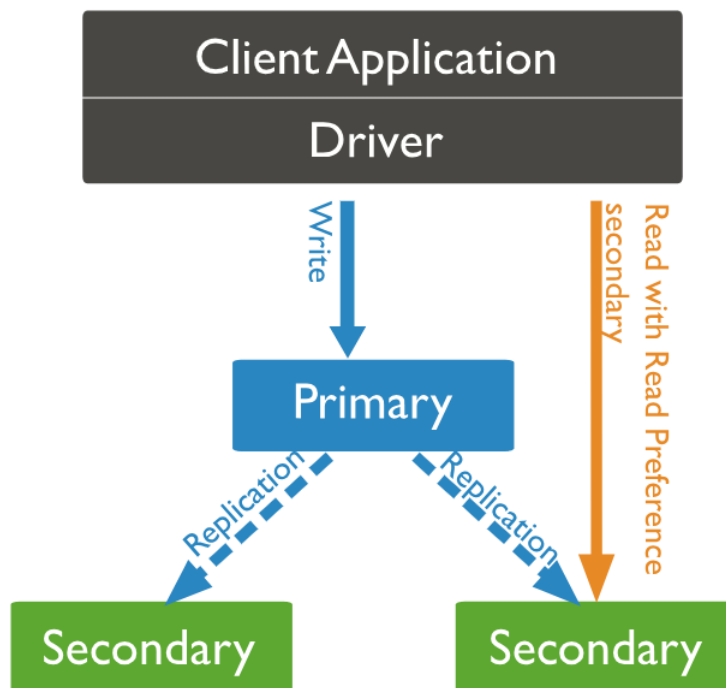 Client Application
Driver
Write
Read with Read Preference
secondary
Primary
Replication
Replication
Secondary
Secondary